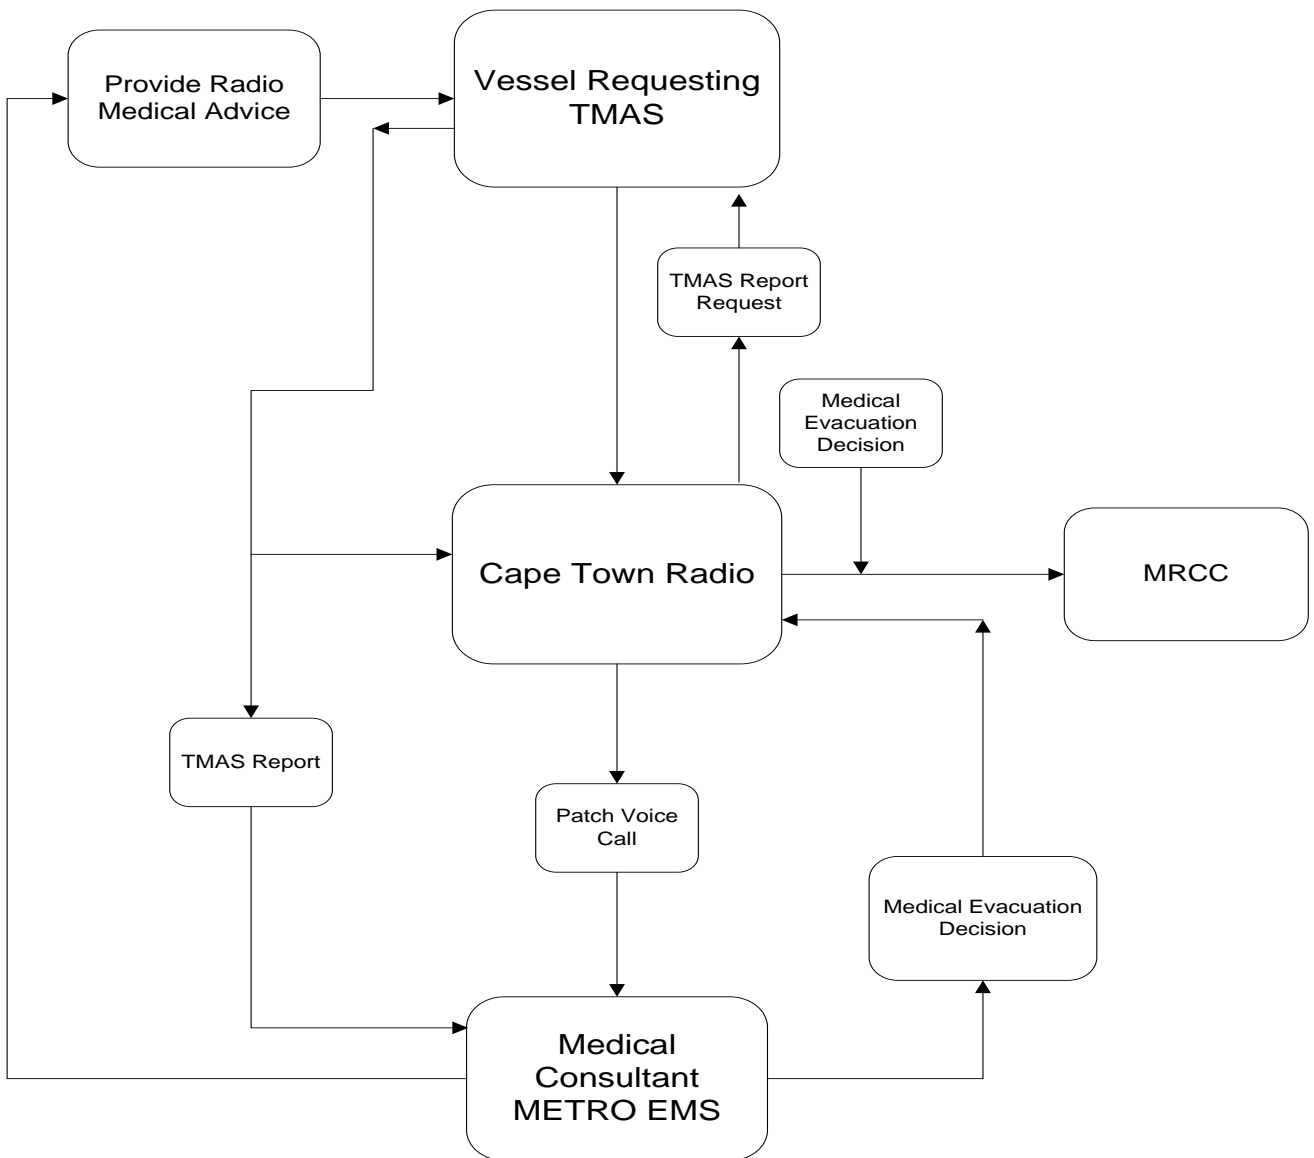 Provide Radio
Medical Advice
Vessel Requesting
TMAS
TMAS Report
Request
Medical
Evacuation
Decision
Cape Town Radio
MRCC
TMAS Report
Patch Voice
Call
Medical Evacuation
Decision
Medical
Consultant
METRO EMS